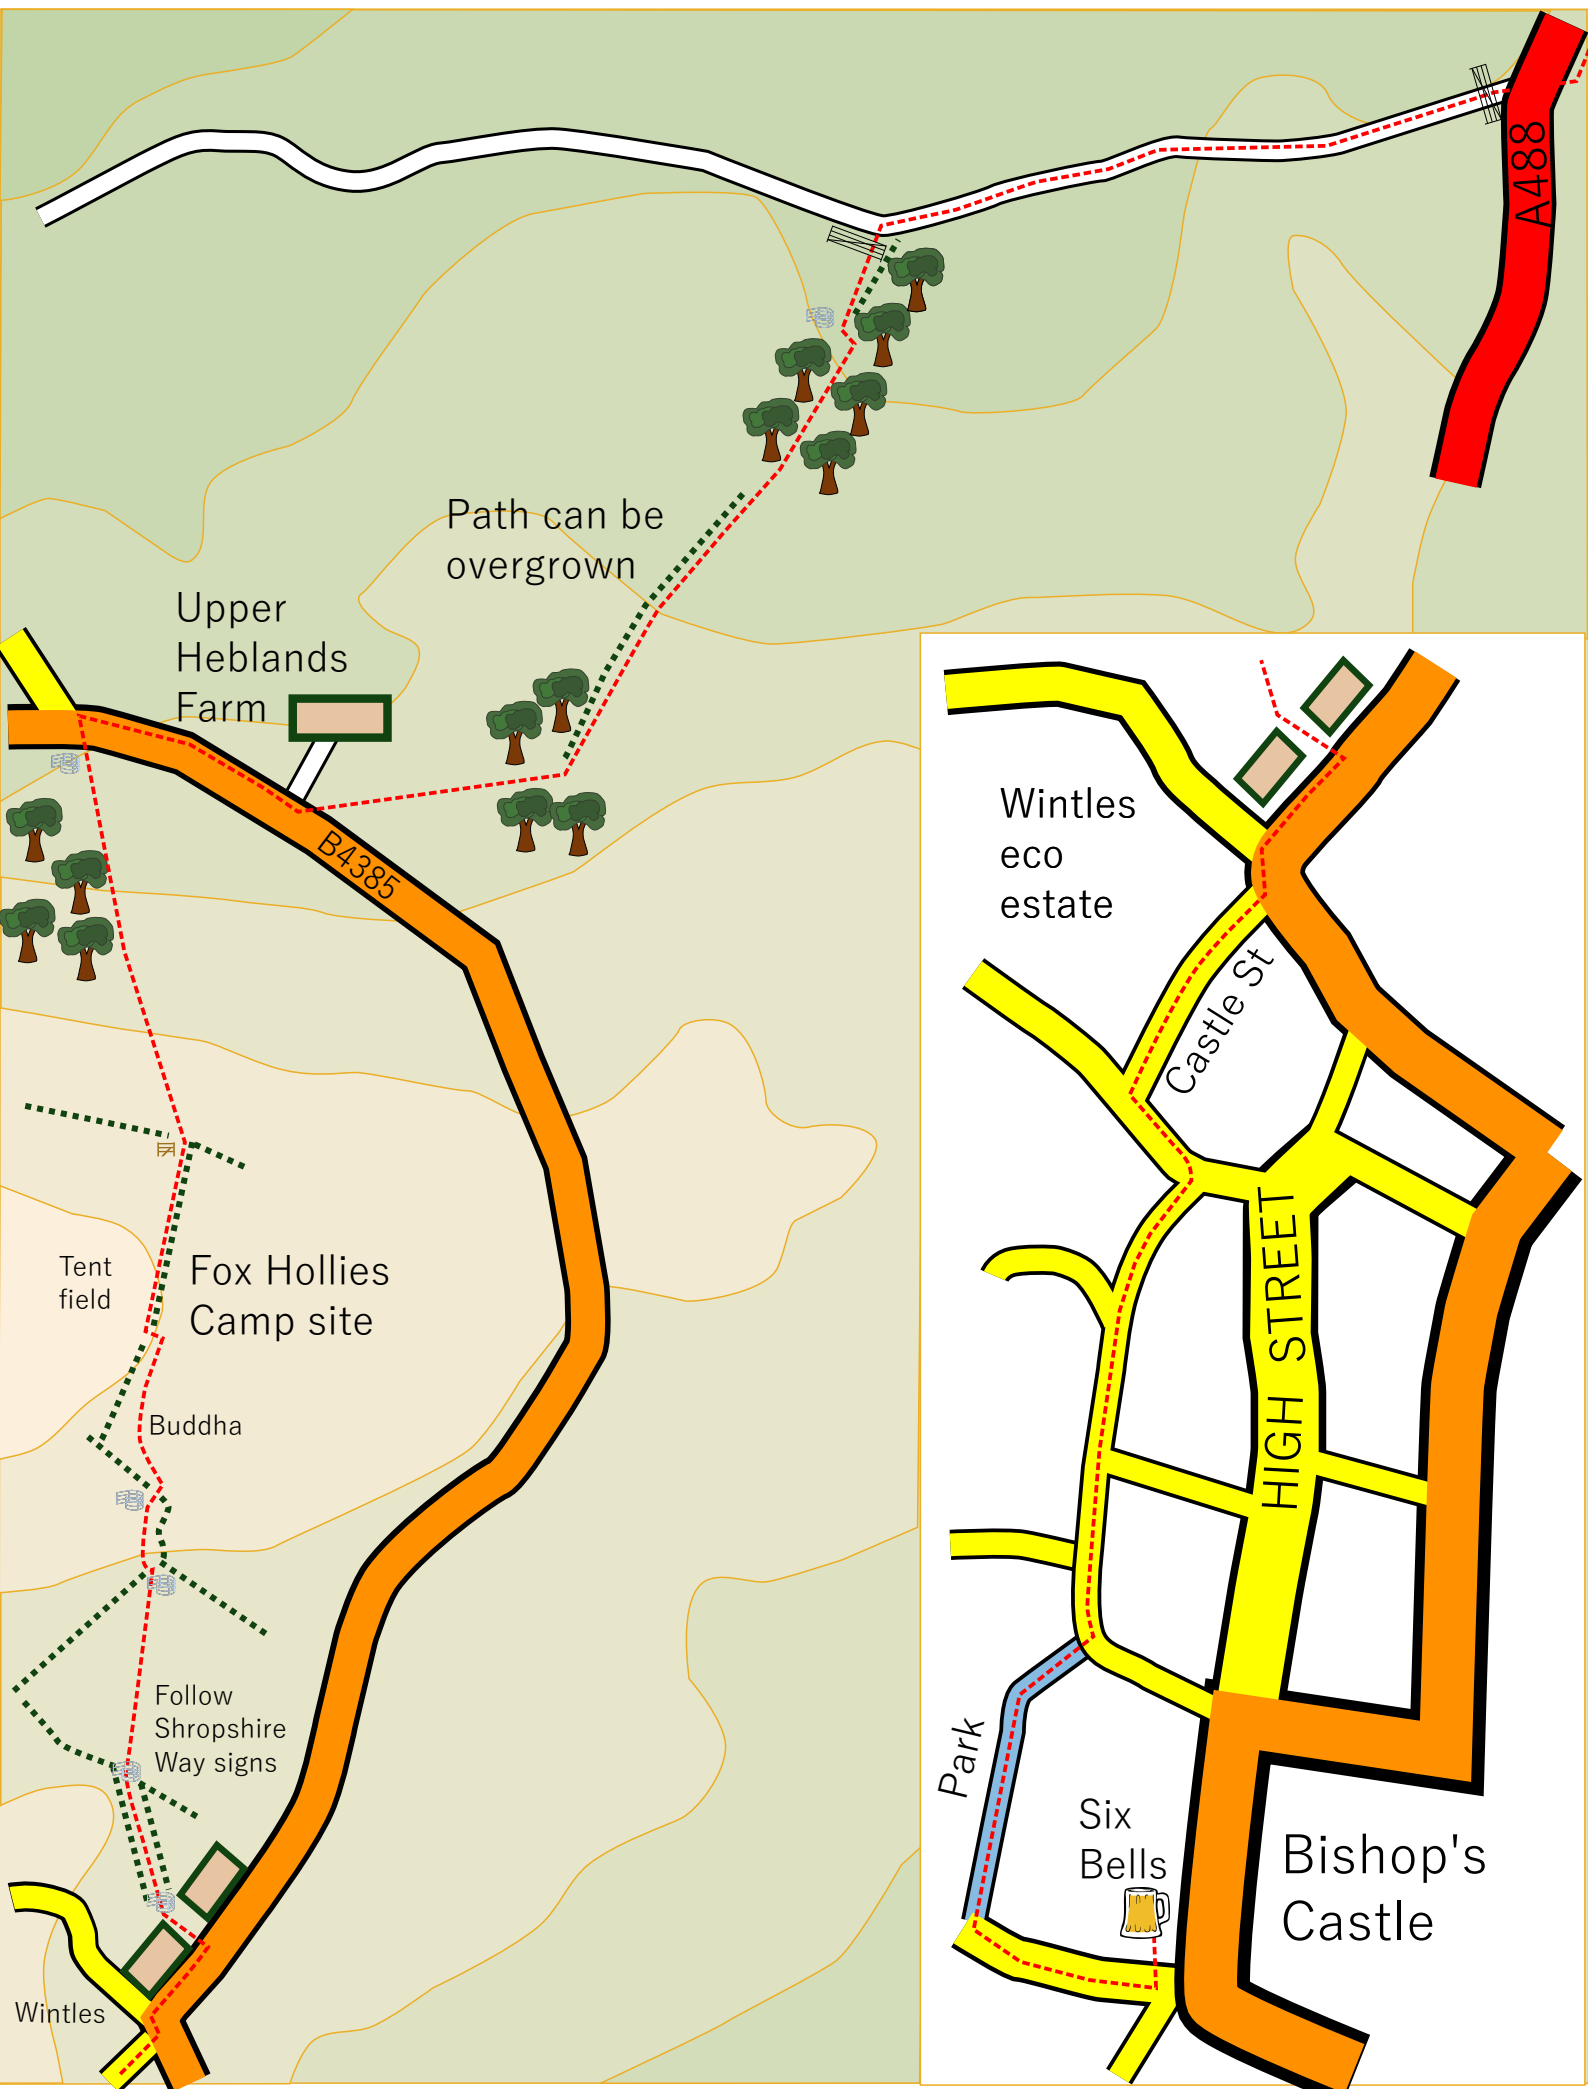 A488
Path can be
overgrown
Upper
Heblands
Farm
B4385
Tent
field
Fox Hollies
Camp site
Buddha
Follow
Shropshire
Way signs
Wintles
Wintles
eco
estate
Castle St
HIGH STREET
Park
Six
Bells
Bishop's
Castle